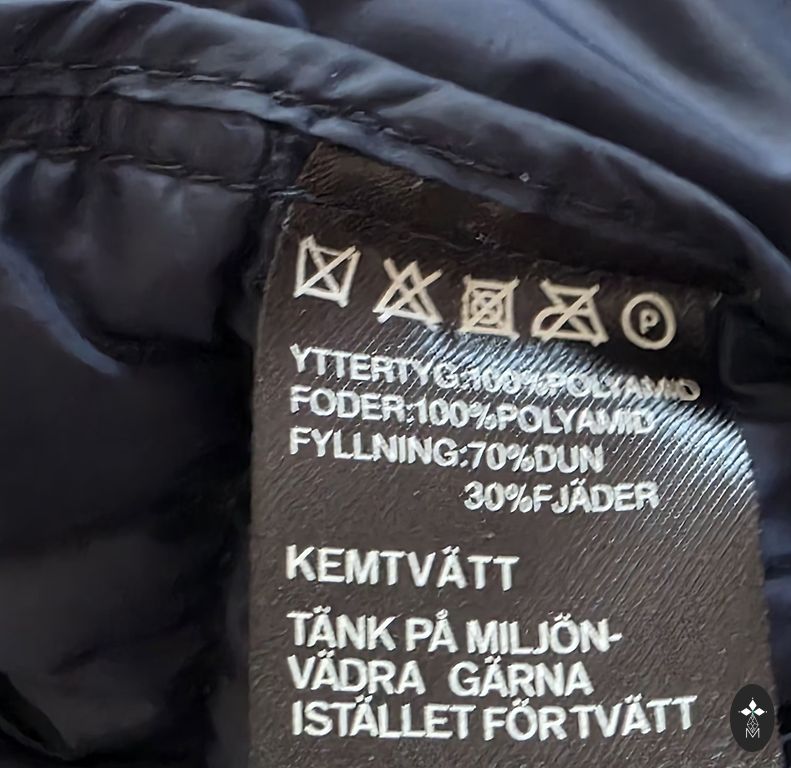 P
YTTERTYG:100%POLYAMID
FODER:100%POLYAMID
FYLLNING:70%DUN
30%FJÄDER
KEMTVÄTT
TÄNK PÅ MILJÖN-
VÄDRA GÄRNA
ISTÄLLET FÖR TVÄTT
M